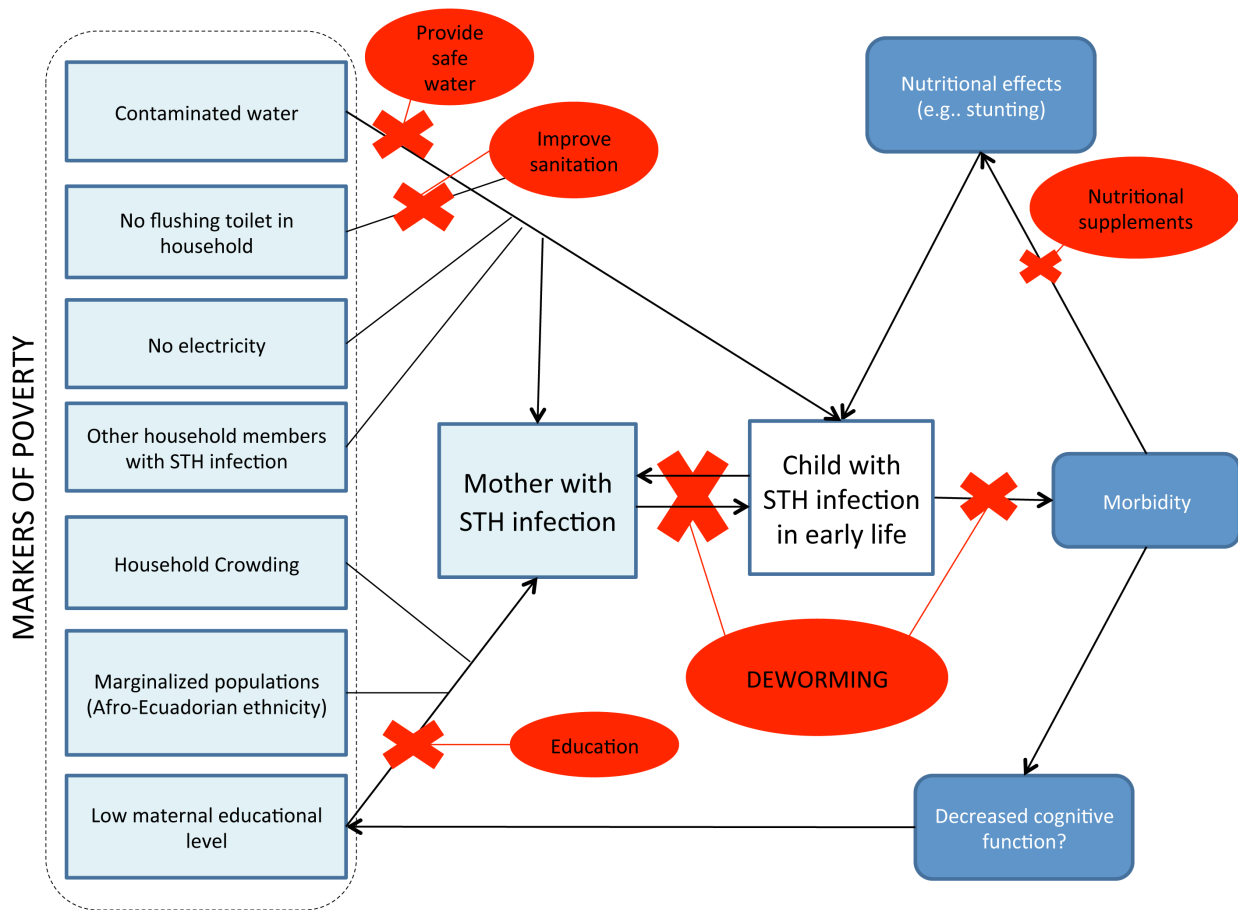 MARKERS OF POVERTY
Contaminated water
No flushing toilet in
household
No electricity
Other household members
with STH infection
Household Crowding
Marginalized populations
(Afro-Ecuadorian ethnicity)
Low maternal educational
level
Provide
safe
water
Improve
sanitation
Mother with
STH infection
Child with
STH infection
in early life
Nutritional effects
(e.g.. stunting)
Nutritional
supplements
Morbidity
DEWORMING
Education
Decreased cognitive
function?